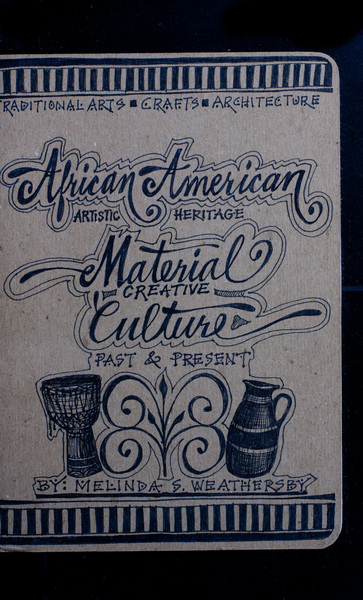 RADITIONAL ARTS ▪ CRAFTS ▪ ARCHITECTURE
African American
ARTISTIC HERITAGE
Material
CREATIVE
Culture
PAST & PRESENT
BY: MELINDA S. WEATHERSBY